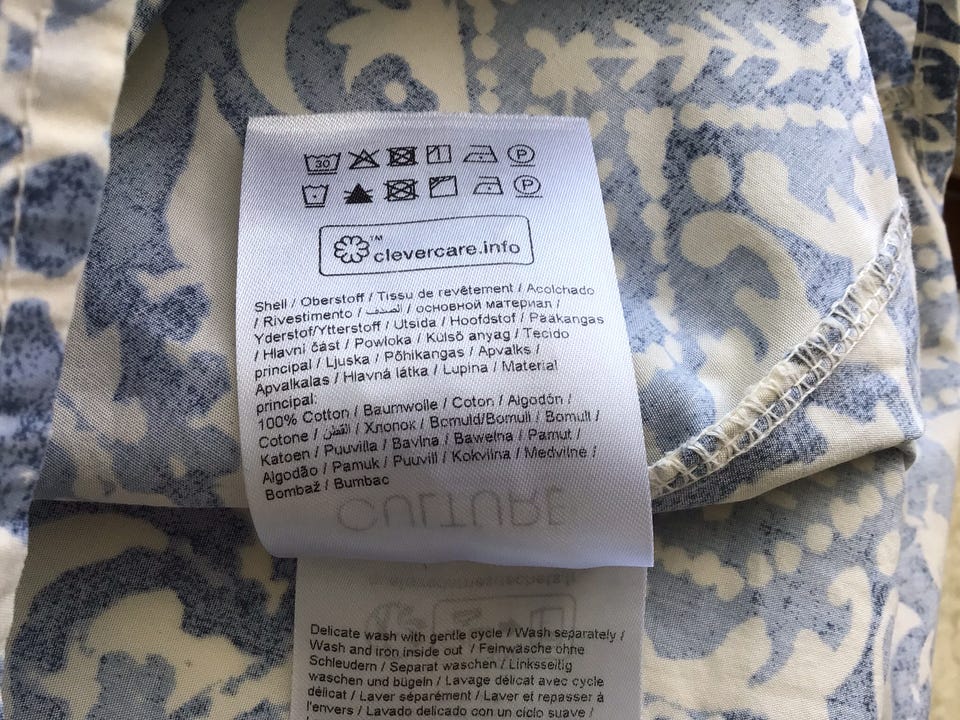 30 P
P
™ clevercare.info
Shell / Oberstoff / Tissu de revêtement / Acolchado
/ Rivestimento / الصدف / основной материал /
Yderstof/Ytterstoff / Utsida / Hoofdstof / Pääkangas
/ Hlavní část / Powłoka / Külső anyag / Tecido
principal / Ljuska / Põhikangas / Apvalks /
Apvalkalas / Hlavná látka / Lupina / Material
principal:
100% Cotton / Baumwolle / Coton / Algodón /
Cotone / القطن / Хлопок / Bomuld/Bomull / Bomull /
Katoen / Puuvilla / Bavlna / Bawełna / Pamut /
Algodão / Pamuk / Puuvill / Kokvilna / Medvilnė /
Bombaž / Bumbac
CULTURE
Delicate wash with gentle cycle / Wash separately /
Wash and iron inside out / Feinwäsche ohne
Schleudern / Separat waschen / Linksseitig
waschen und bügeln / Lavage délicat avec cycle
délicat / Laver séparément / Laver et repasser à
l'envers / Lavado delicado con un ciclo suave /